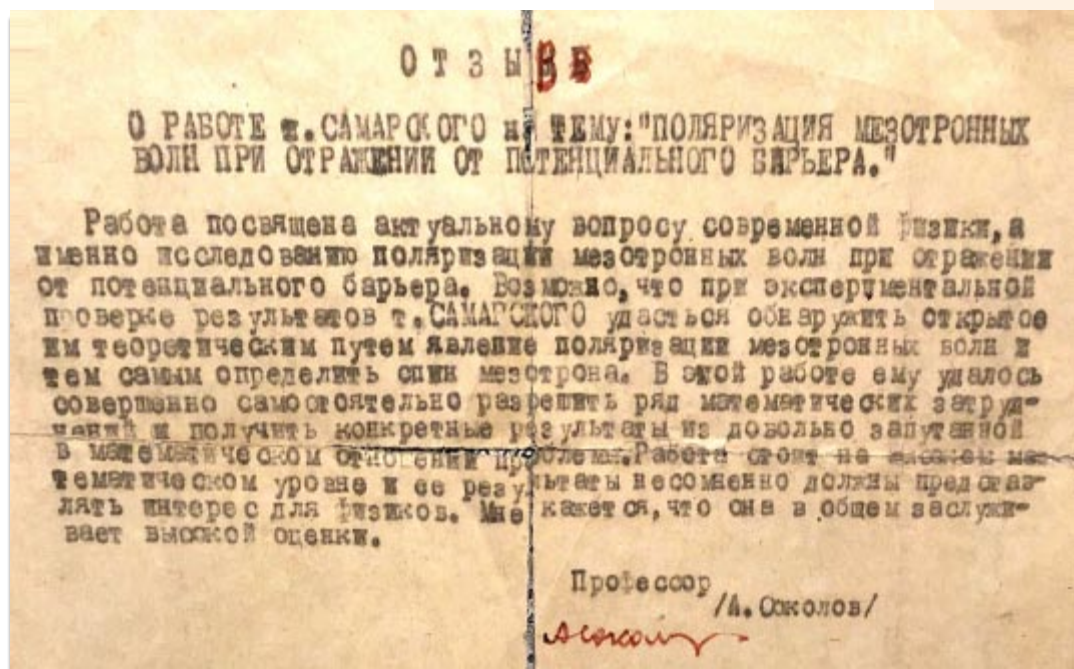 ОТЗЫВ
О РАБОТЕ т.САМАРСКОГО на ТЕМУ:"ПОЛЯРИЗАЦИЯ МЕЗОТРОННЫХ
ВОЛН ПРИ ОТРАЖЕНИИ ОТ ПОТЕНЦИАЛЬНОГО БАРЬЕРА."
Работа посвящена актуальному вопросу современной физики, а
именно исследованию поляризации мезотронных волн при отражении
от потенциального барьера. Возможно, что при экспериментальной
проверке результатов т.САМАРСКОГО удасться обнаружить открытое
им теоретическим путем явление поляризации мезотронных волн и
тем самым определить спин мезотрона. В этой работе ему удалось
совершенно самостоятельно разрешить ряд математических затруд-
нений и получить конкретные результаты из довольно запутанной
в математическом отношении проблемы. Работа стоит на ма-
тематическом уровне и ее результаты несомненно должны представ-
лять интерес для физиков. Мне кажется, что она в общем заслужи-
вает высокой оценки.
Профессор
/А. Соколов/